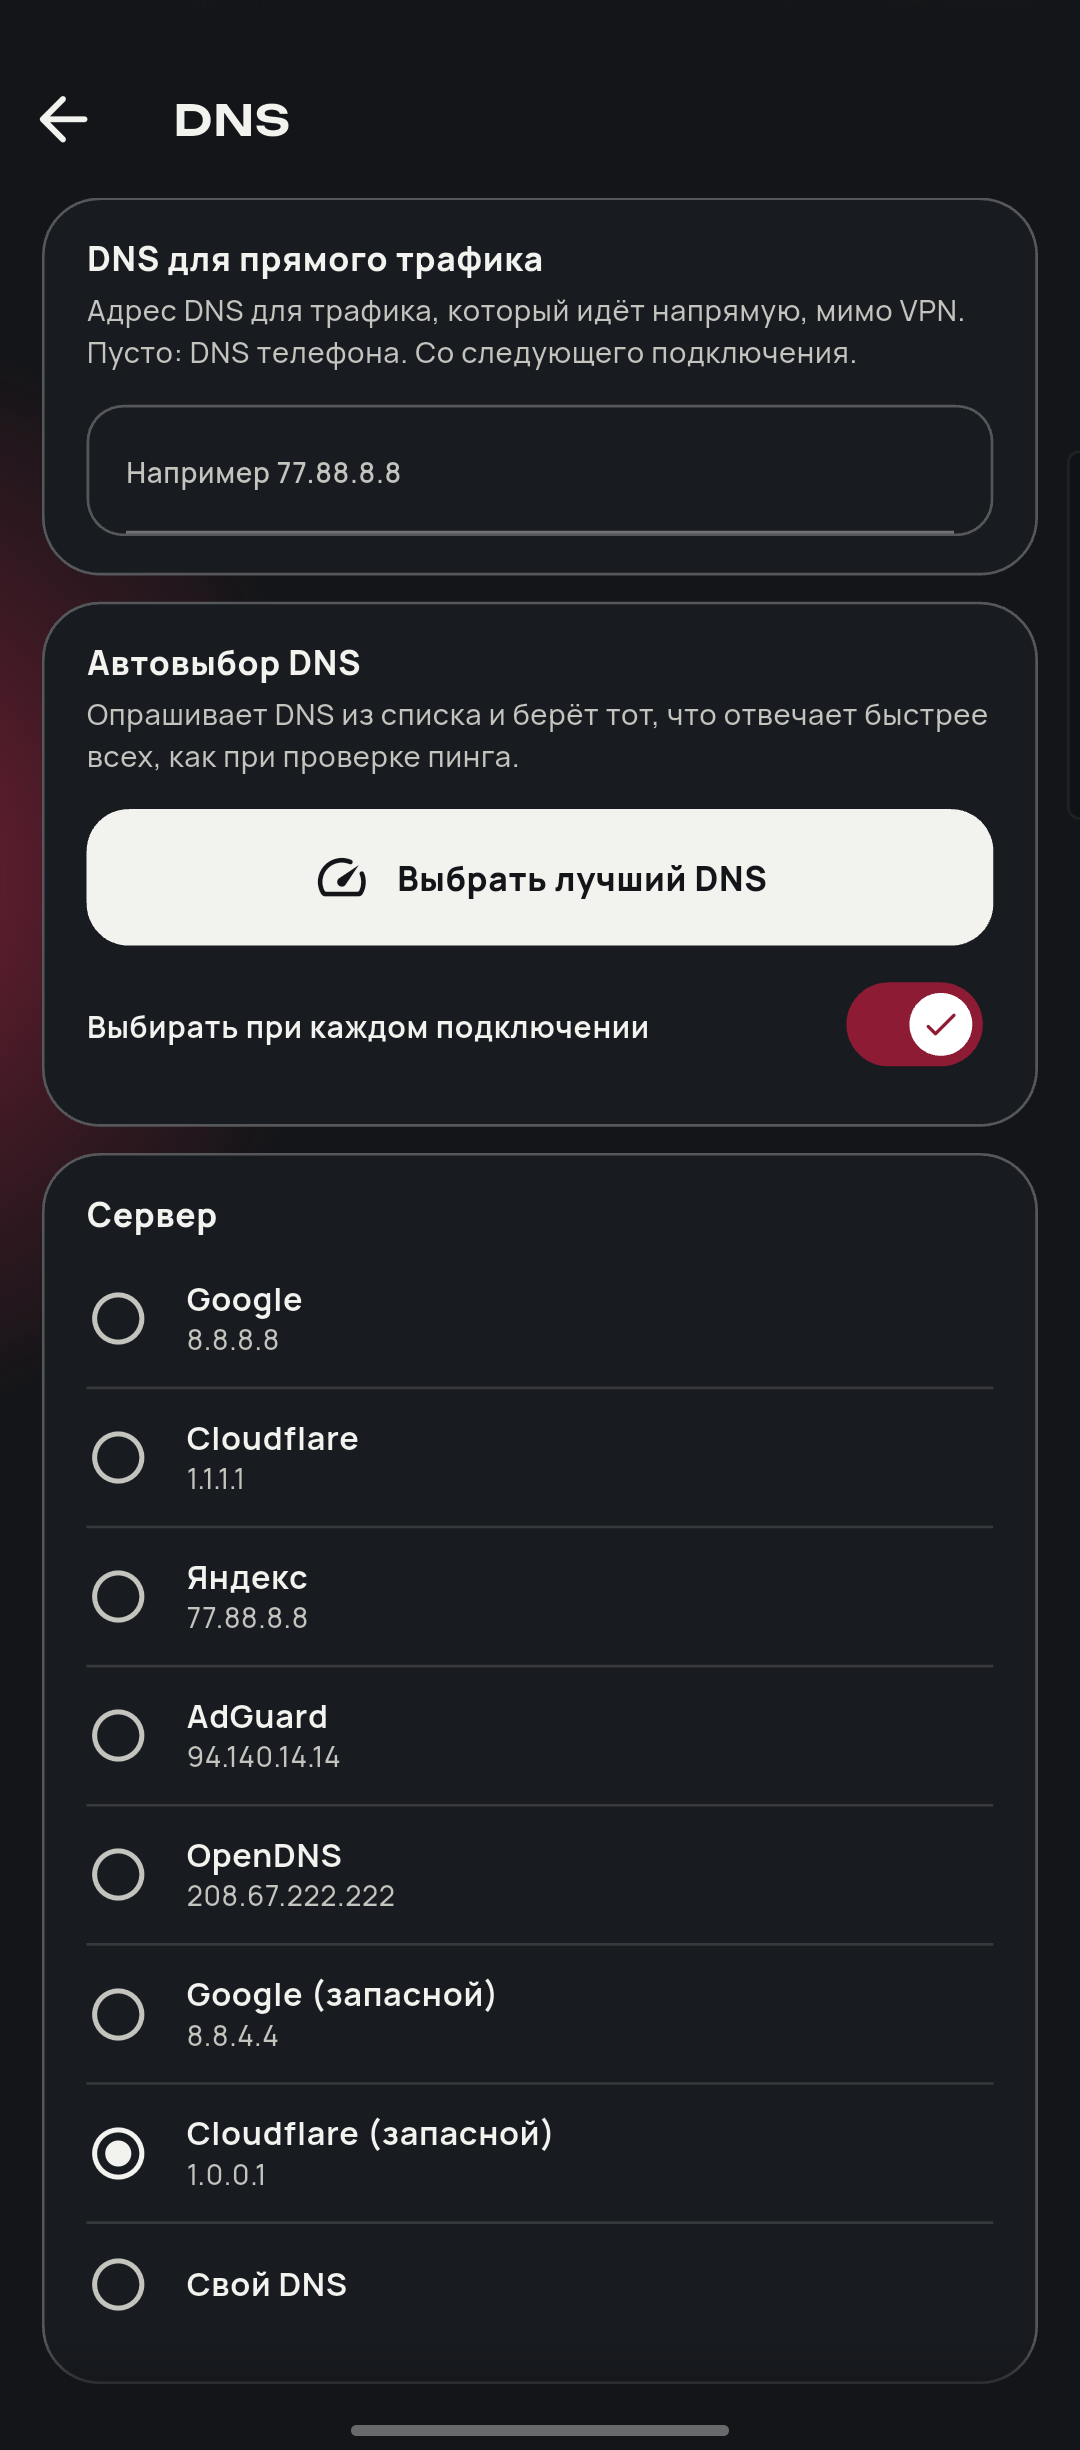 DNS
DNS для прямого трафика
Адрес DNS для трафика, который идёт напрямую, мимо VPN.
Пусто: DNS телефона. Со следующего подключения.
Например 77.88.8.8
Автовыбор DNS
Опрашивает DNS из списка и берёт тот, что отвечает быстрее
всех, как при проверке пинга.
Выбрать лучший DNS
Выбирать при каждом подключении
Сервер
Google
8.8.8.8
Cloudflare
1.1.1.1
Яндекс
77.88.8.8
AdGuard
94.140.14.14
OpenDNS
208.67.222.222
Google (запасной)
8.8.4.4
Cloudflare (запасной)
1.0.0.1
Свой DNS